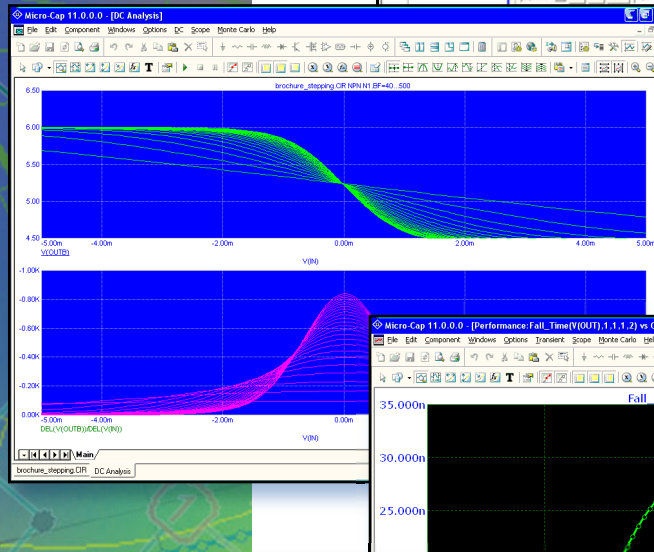 Micro-Cap 11.0.0.0 - [DC Analysis]
File Edit Component Windows Options DC Scope Monte Carlo Help
T
brochure_stepping.CIR NPN N1.BF=40...500
6.50
6.00
5.50
5.00
4.50
-5.00m -4.00m -2.00m 0.00m 2.00m 4.00m 5.00m
V(OUTB)
V(IN)
-1.00K
-0.80K
-0.60K
-0.40K
-0.20K
0.00K
-5.00m -4.00m -2.00m 0.00m
DEL(V(OUTB))/DEL(V(IN))
V(IN)
Main
brochure_stepping.CIR DC Analysis
Micro-Cap 11.0.0.0 - [Performance:Fall_Time(V(OUT),1,1,1,2) vs
File Edit Component Windows Options Transient Scope Monte Carlo
T
Fall
35.000n
30.000n
25.000n